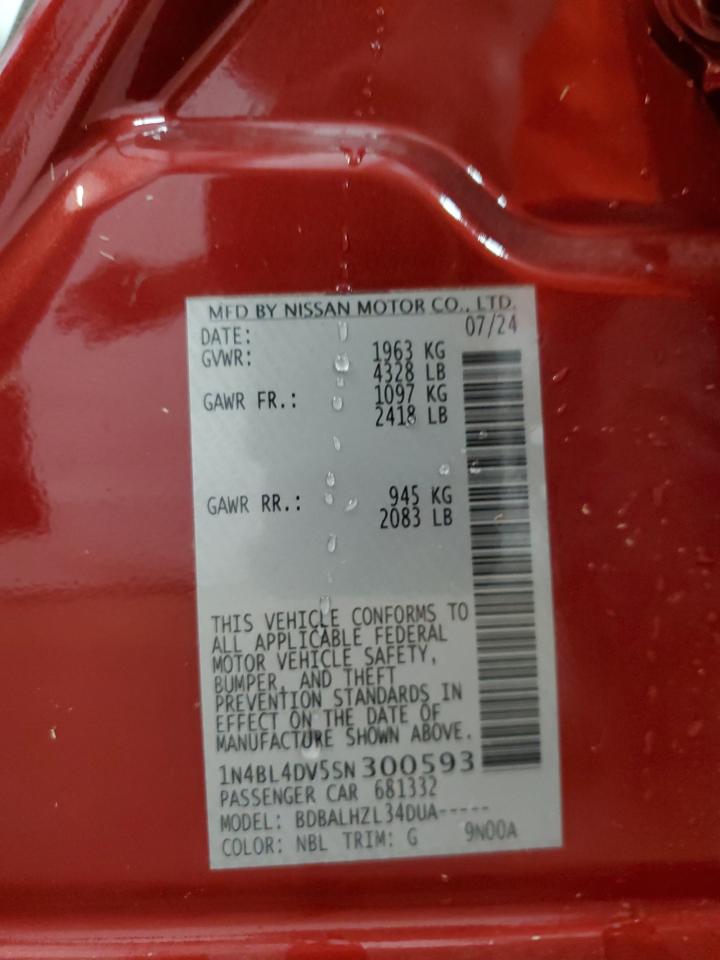 MFD BY NISSAN MOTOR CO., LTD.
DATE: 07/24
GVWR: 1963 KG
4328 LB
GAWR FR.: 1097 KG
2418 LB
GAWR RR.: 945 KG
2083 LB
THIS VEHICLE CONFORMS TO
ALL APPLICABLE FEDERAL
MOTOR VEHICLE SAFETY,
BUMPER, AND THEFT
PREVENTION STANDARDS IN
EFFECT ON THE DATE OF
MANUFACTURE SHOWN ABOVE.
1N4BL4DV5SN300593
PASSENGER CAR 681332
MODEL: BDBALHZL34DUA-----
COLOR: NBL TRIM: G 9N00A